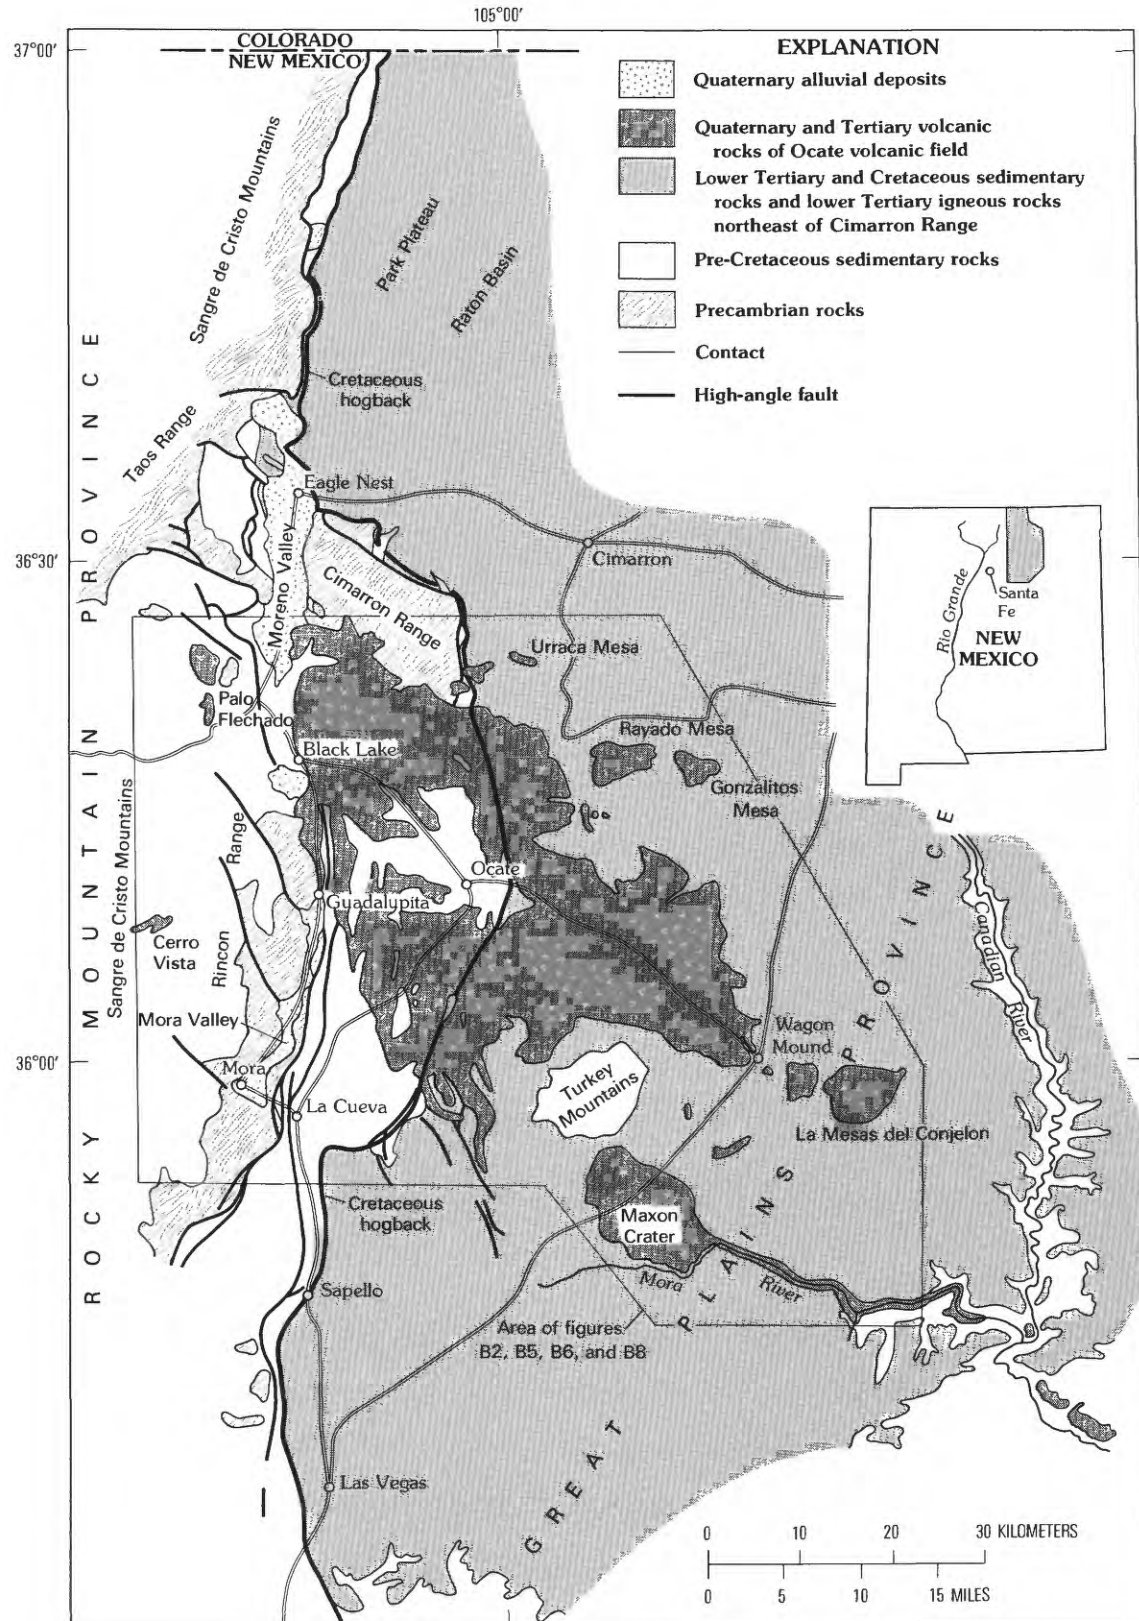 105°00'
37°00'
COLORADO
NEW MEXICO
EXPLANATION
Quaternary alluvial deposits
Quaternary and Tertiary volcanic
rocks of Ocate volcanic field
Lower Tertiary and Cretaceous sedimentary
rocks and lower Tertiary igneous rocks
northeast of Cimarron Range
Pre-Cretaceous sedimentary rocks
Precambrian rocks
Contact
High-angle fault
Sangre de Cristo Mountains
Park Plateau
Raton Basin
Cretaceous
hogback
Taos Range
Eagle Nest
Moreno Valley
Cimarron
36°30'
Cimarron Range
Urraca Mesa
Palo
Flechado
Rayado Mesa
Black Lake
Gonzalitos
Mesa
Rio Grande
Santa
Fe
NEW
MEXICO
Sangre de Cristo Mountains
Rincon Range
Ocate
Guadalupita
Cerro
Vista
Canadian River
Mora Valley
Wagon
Mound
36°00'
Mora
Turkey
Mountains
La Cueva
La Mesas del Conjelon
Cretaceous
hogback
Maxon
Crater
Mora River
Sapello
Area of figures
B2, B5, B6, and B8
Las Vegas
ROCKY MOUNTAIN PROVINCE
GREAT PLAINS PROVINCE
0 10 20 30 KILOMETERS
0 5 10 15 MILES